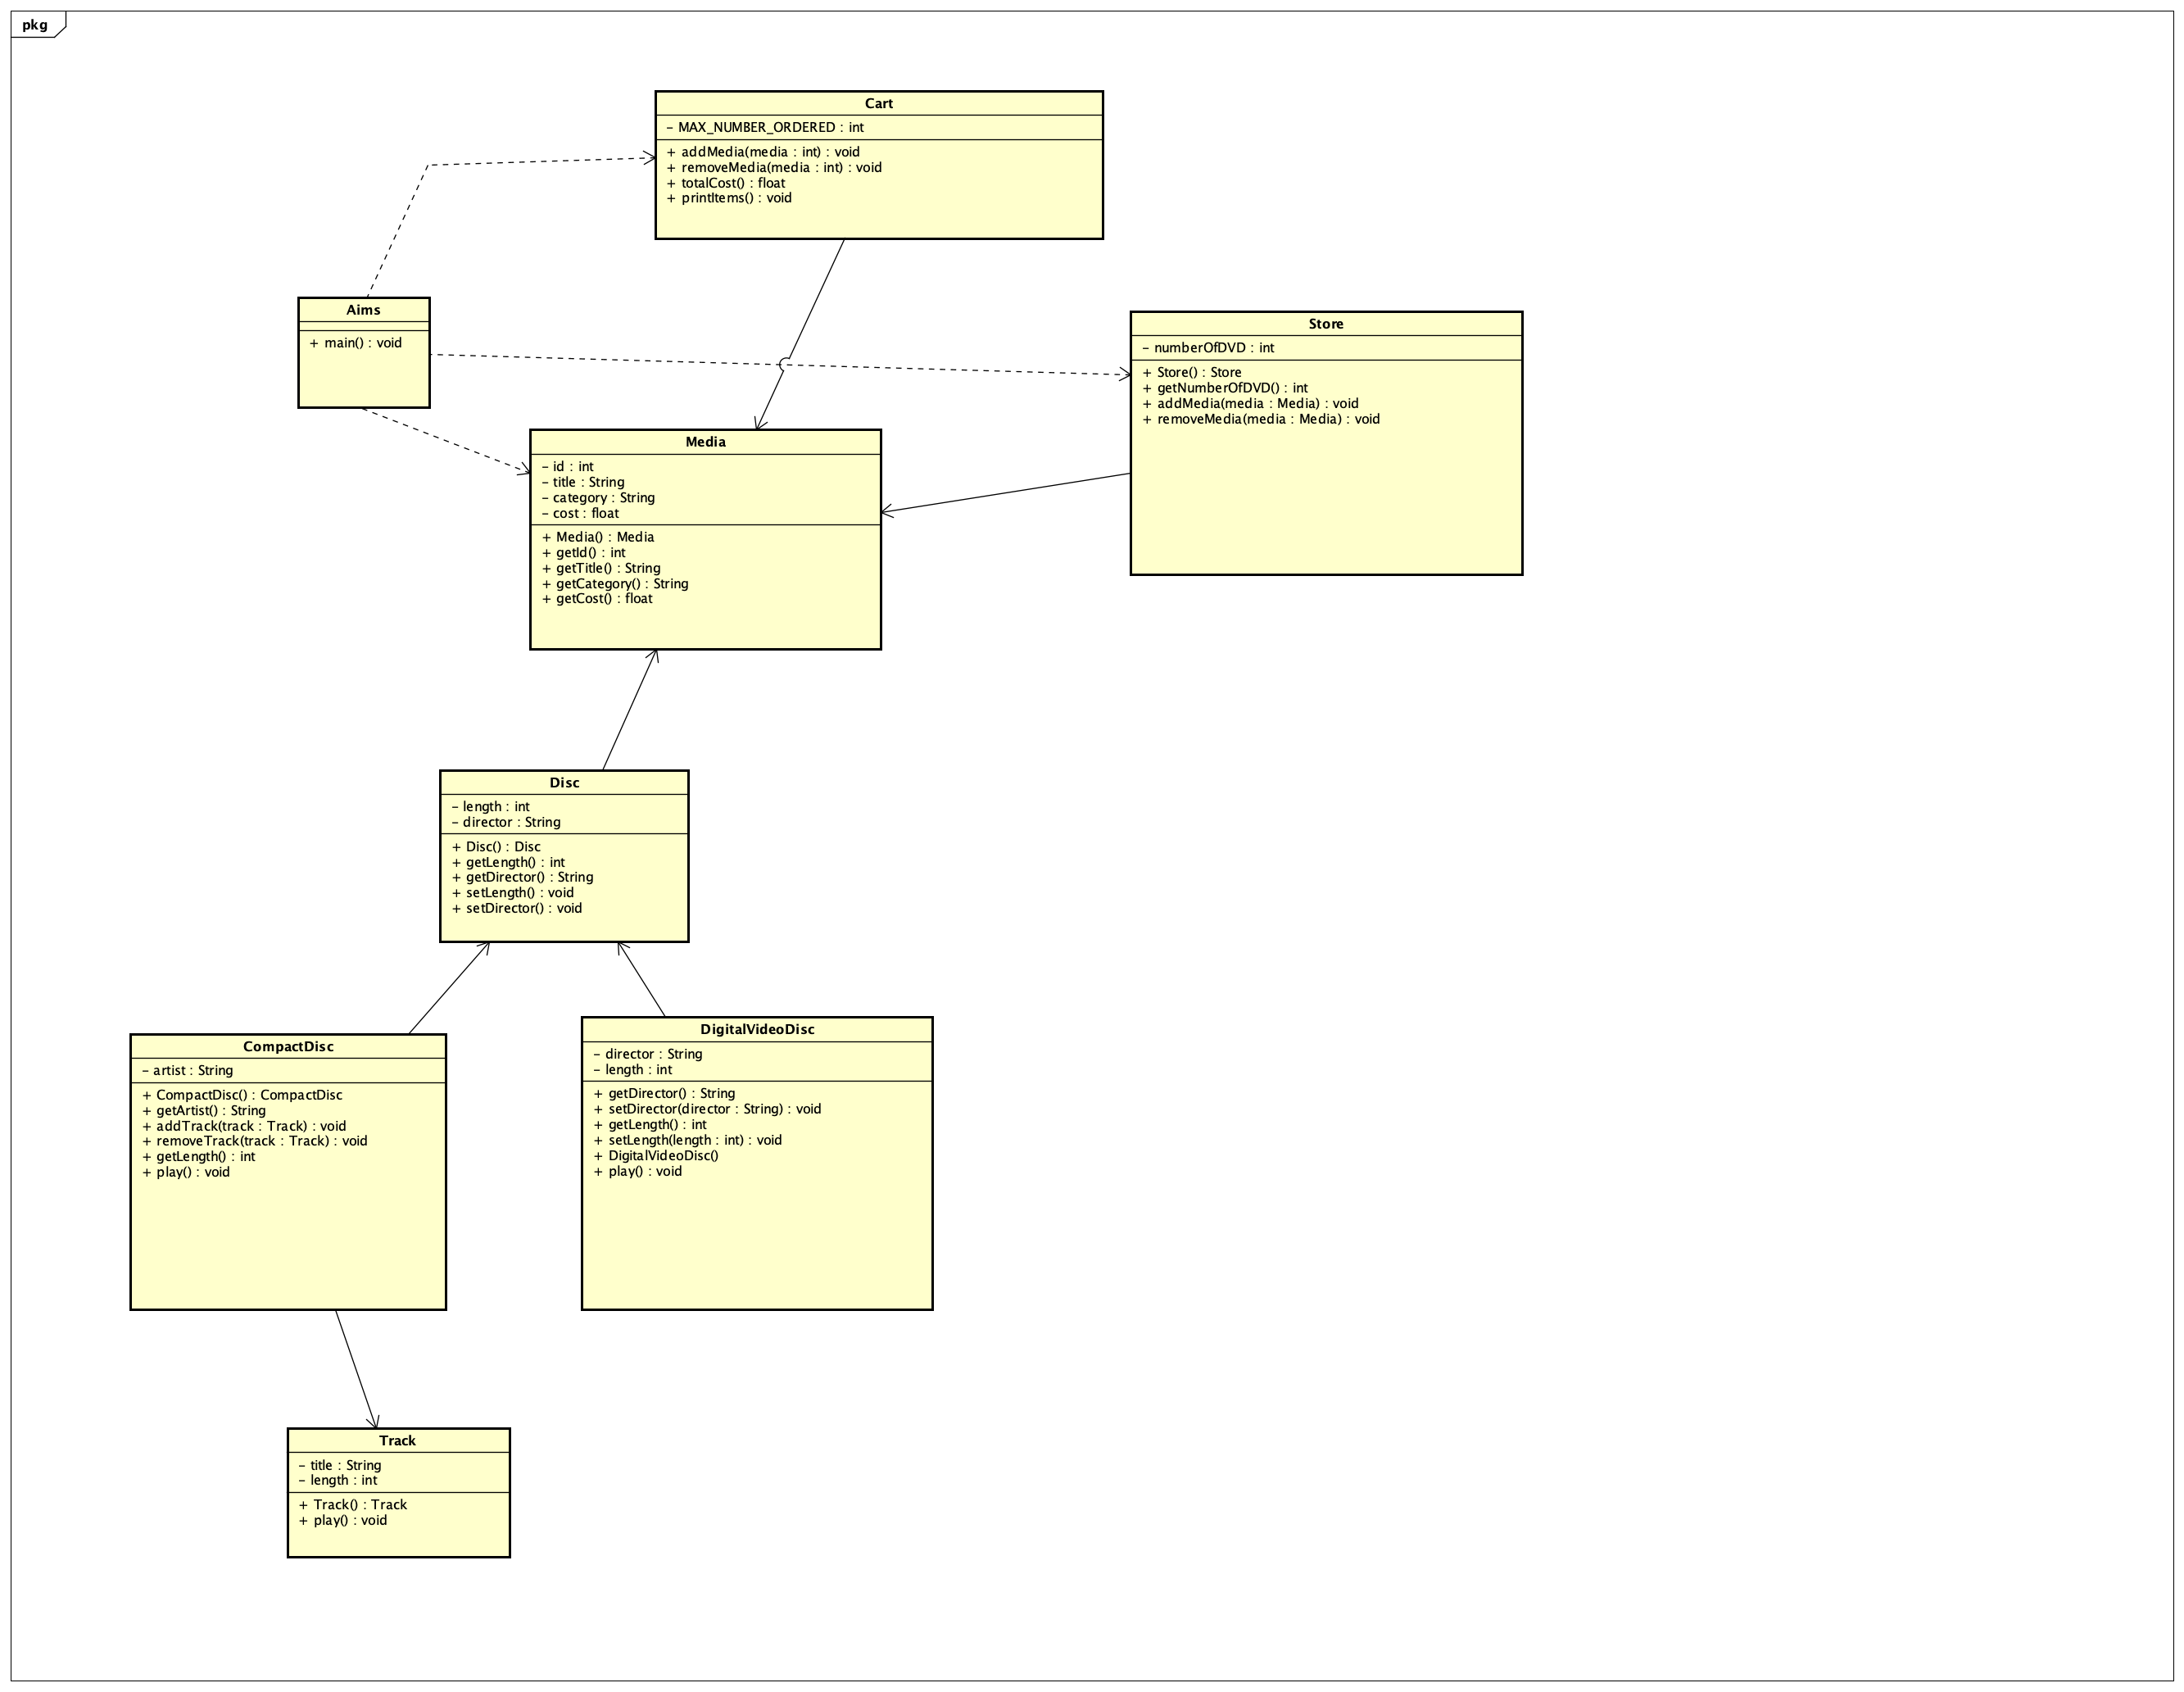 pkg
Cart
– MAX_NUMBER_ORDERED : int
+ addMedia(media : int) : void
+ removeMedia(media : int) : void
+ totalCost() : float
+ printItems() : void
Aims
+ main() : void
Store
– numberOfDVD : int
+ Store() : Store
+ getNumberOfDVD() : int
+ addMedia(media : Media) : void
+ removeMedia(media : Media) : void
Media
– id : int
– title : String
– category : String
– cost : float
+ Media() : Media
+ getId() : int
+ getTitle() : String
+ getCategory() : String
+ getCost() : float
Disc
– length : int
– director : String
+ Disc() : Disc
+ getLength() : int
+ getDirector() : String
+ setLength() : void
+ setDirector() : void
CompactDisc
– artist : String
+ CompactDisc() : CompactDisc
+ getArtist() : String
+ addTrack(track : Track) : void
+ removeTrack(track : Track) : void
+ getLength() : int
+ play() : void
DigitalVideoDisc
– director : String
– length : int
+ getDirector() : String
+ setDirector(director : String) : void
+ getLength() : int
+ setLength(length : int) : void
+ DigitalVideoDisc()
+ play() : void
Track
– title : String
– length : int
+ Track() : Track
+ play() : void